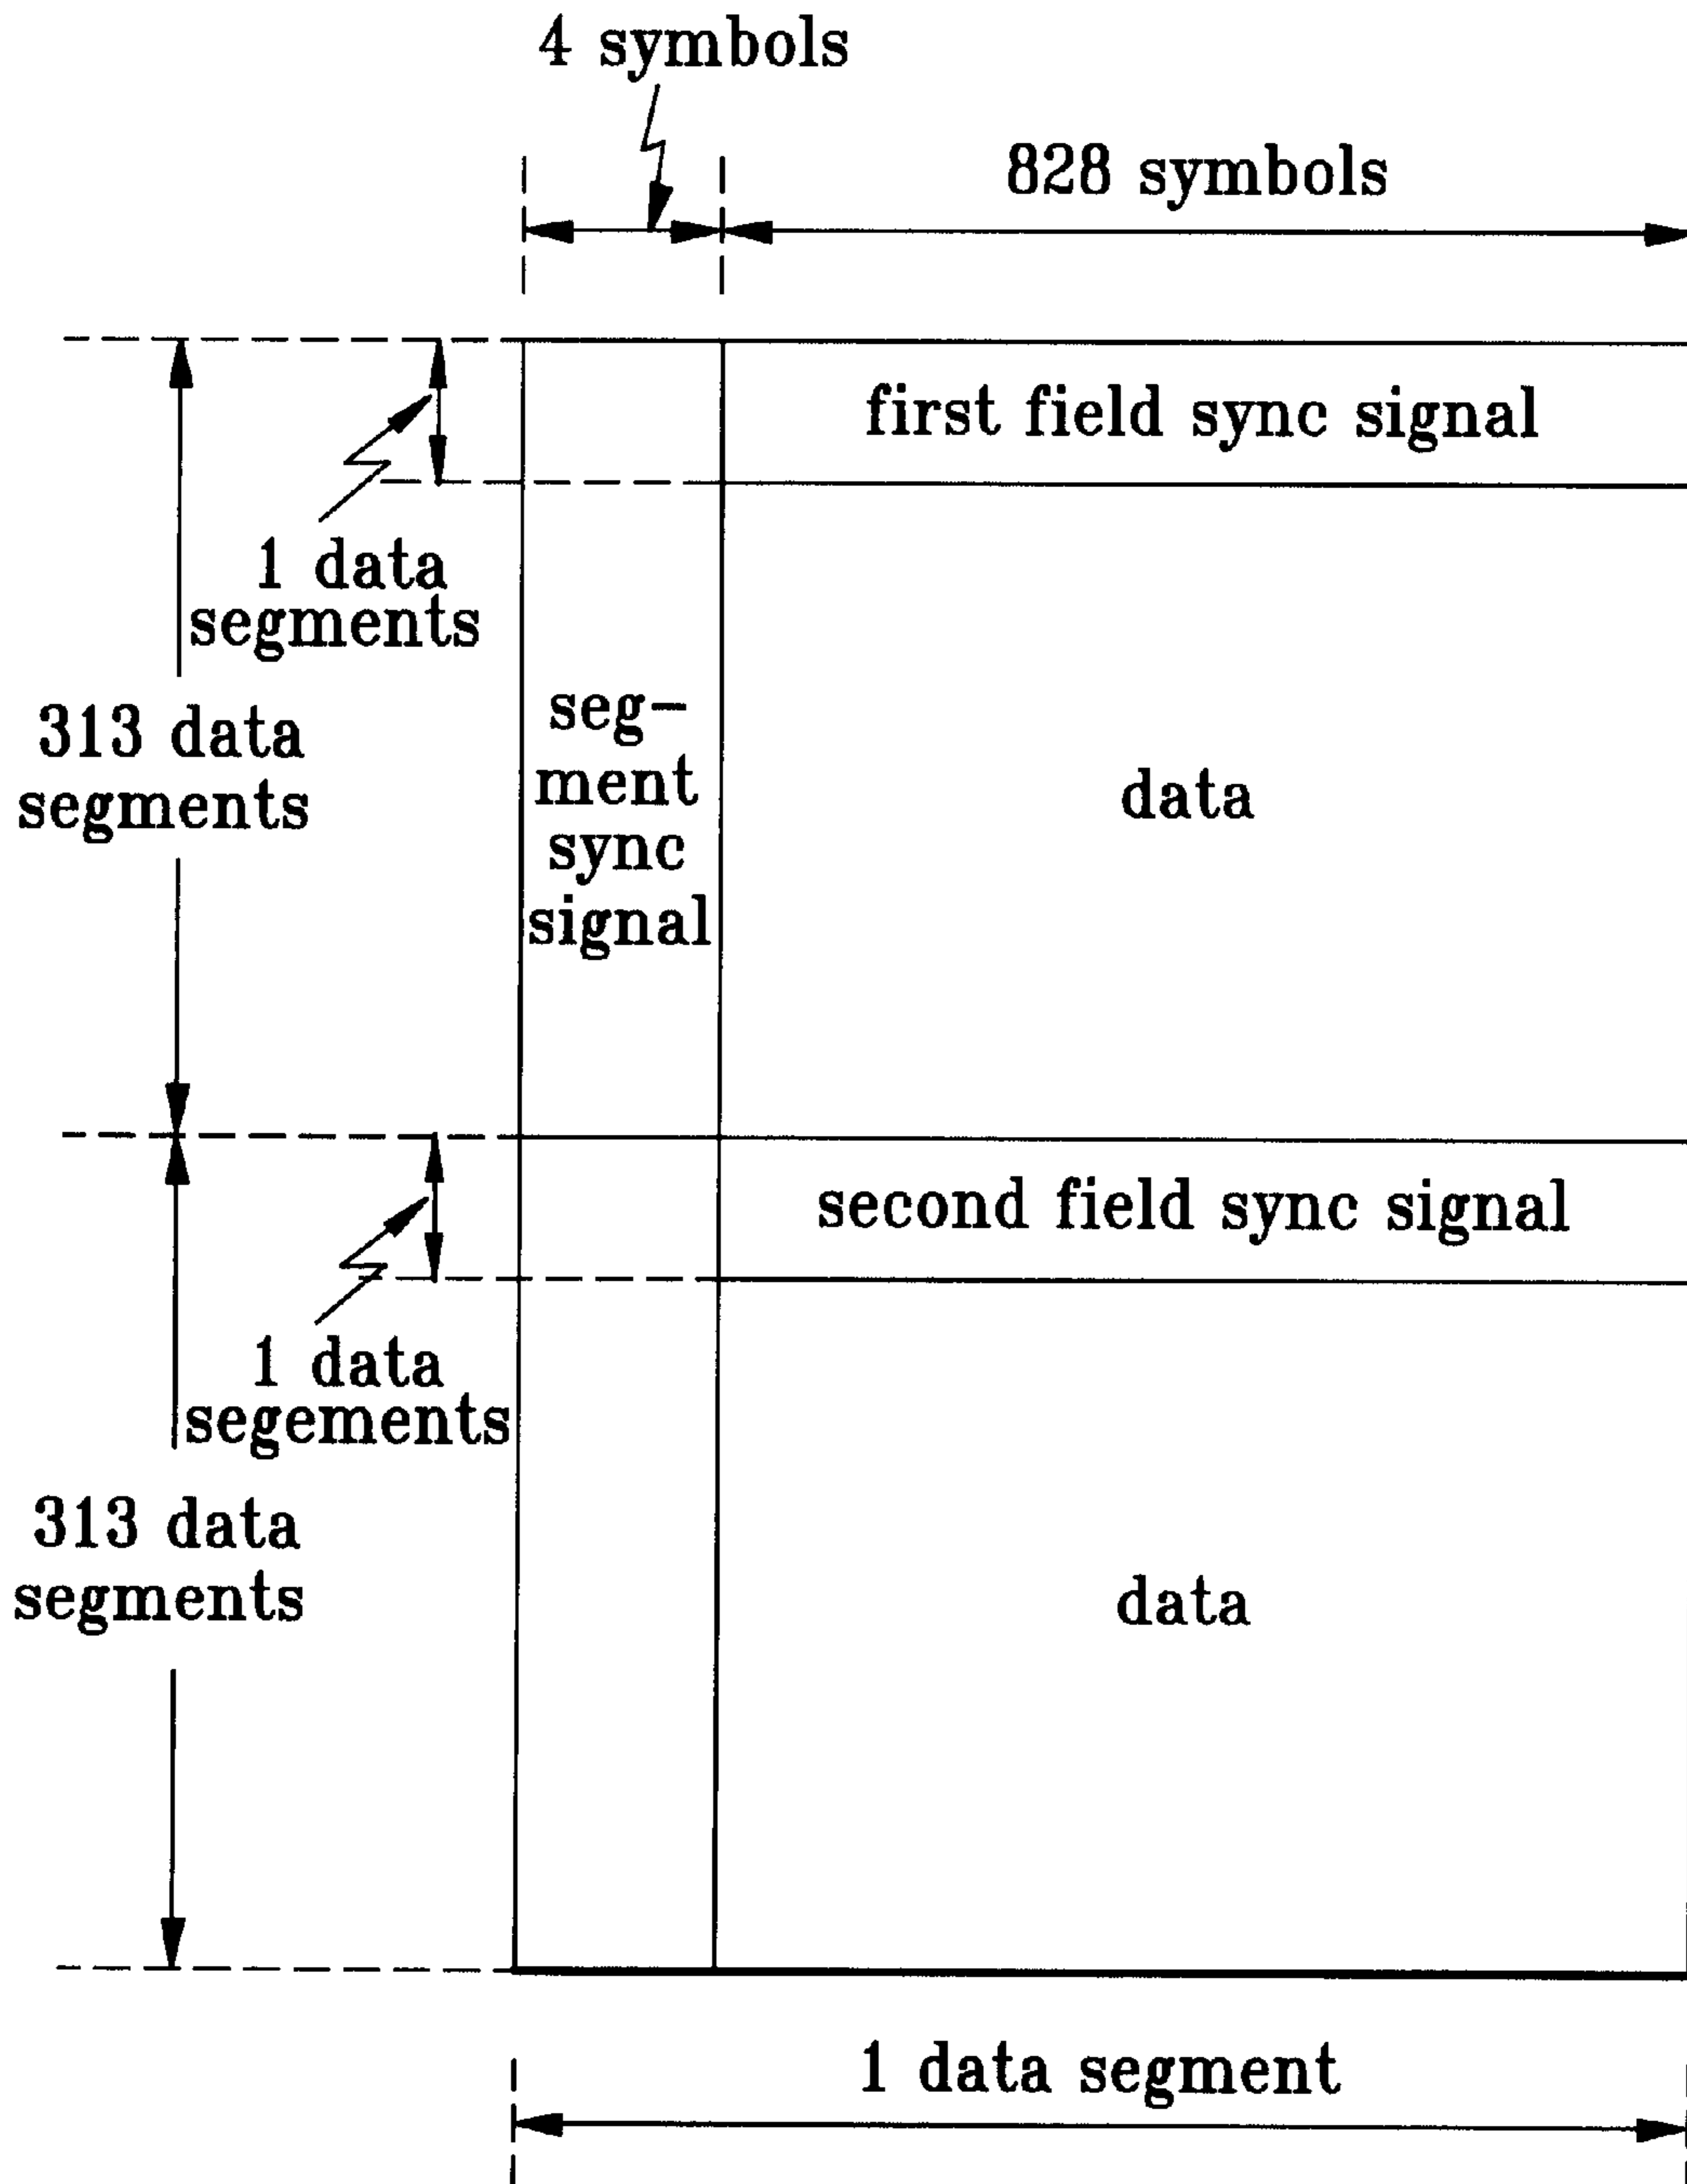 4 symbols
828 symbols
first field sync signal
1 data
segments
313 data
segments
seg-
ment
sync
signal
data
second field sync signal
1 data
segements
313 data
segments
data
1 data segment